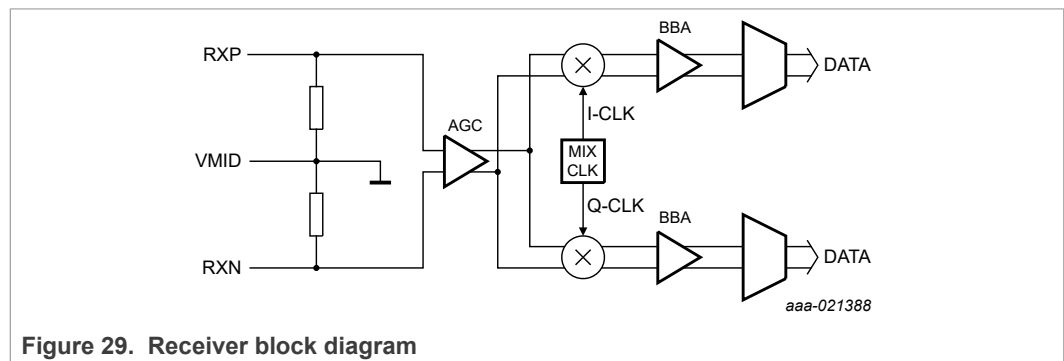 RXP
VMID
RXN
AGC
BBA
DATA
I-CLK
MIX
CLK
Q-CLK
BBA
DATA
aaa-021388
Figure 29. Receiver block diagram